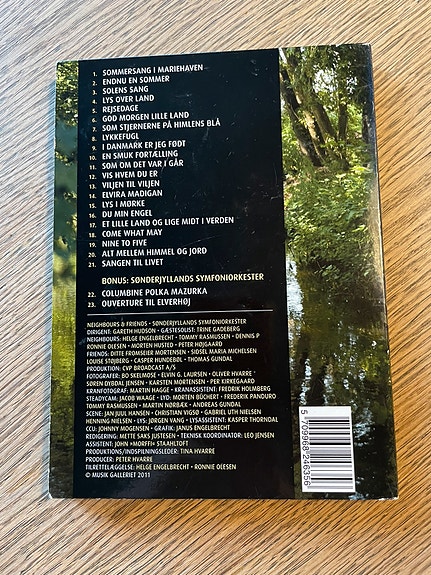 1. SOMMERSANG I MARIEHAVEN
2. ENDNU EN SOMMER
3. SOLENS SANG
4. LYS OVER LAND
5. REJSEDAGE
6. GOD MORGEN LILLE LAND
7. SOM STJERNERNE PÅ HIMLENS BLÅ
8. LYKKEFUGL
9. I DANMARK ER JEG FØDT
10. EN SMUK FORTÆLLING
11. SOM OM DET VAR I GÅR
12. VIS HVEM DU ER
13. VILJEN TIL VILJEN
14. ELVIRA MADIGAN
15. LYS I MØRKE
16. DU MIN ENGEL
17. ET LILLE LAND OG LIGE MIDT I VERDEN
18. COME WHAT MAY
19. NINE TO FIVE
20. ALT MELLEM HIMMEL OG JORD
21. SANGEN TIL LIVET
BONUS: SØNDERJYLLANDS SYMFONIORKESTER
22. COLUMBINE POLKA MAZURKA
23. OUVERTURE TIL ELVERHØJ
NEIGHBOURS & FRIENDS • SØNDERJYLLANDS SYMFONIORKESTER
DIRIGENT: GARETH HUDSON • GÆSTESOLIST: TRINE GADEBERG
NEIGHBOURS: HELGE ENGELBRECHT • TOMMY RASMUSSEN • DENNIS P
RONNIE OLESEN • MORTEN HUSTED • PETER HØJGAARD
FRIENDS: DITTE FROMSEIER MORTENSEN • SIDSEL MARIA MICHELSEN
LOUISE STØJBERG • CASPER HUNDEBØL • THOMAS GUNDAL
PRODUKTION: CVP BROADCAST A/S
FOTOGRAFER: BO SKELMOSE • ELVIN G. LAURSEN • OLIVER HVARRE
SØREN DYBDAL JENSEN • KARSTEN MORTENSEN • PER KIRKEGAARD
KRANFOTOGRAF: MARTIN HAGGE • KRANASSISTENT: FREDRIK HOLMBERG
STEADYCAM: JACOB WAAGE • LYD: MORTEN BÜCHERT • FREDERIK PANDURO
TOMMY RASMUSSEN • MARTIN NØRBÆK • ANDREAS GUNDAL
SCENE: JAN JUUL HANSEN • CHRISTIAN VIGSØ • GABRIEL UTH NIELSEN
HENNING NIELSEN • LYS: JØRGEN VANG • LYSASSISTENT: KASPER THORNDAL
CCU: JOHNNY MOGENSEN • GRAFIK: JANUS ENGELBRECHT
REDIGERING: METTE SAKS JUSTESEN • TEKNISK KOORDINATOR: LEO JENSEN
ASSISTENT: JOHN «MORFFI» STAAHLTOFT
PRODUKTIONS/INDSPILNINGSLEDER: TINA HVARRE
PRODUCER: PETER HVARRE
TILRETTELÆGGELSE: HELGE ENGELBRECHT • RONNIE OLESEN
© MUSIK GALLERIET 2011
5 709968 246356